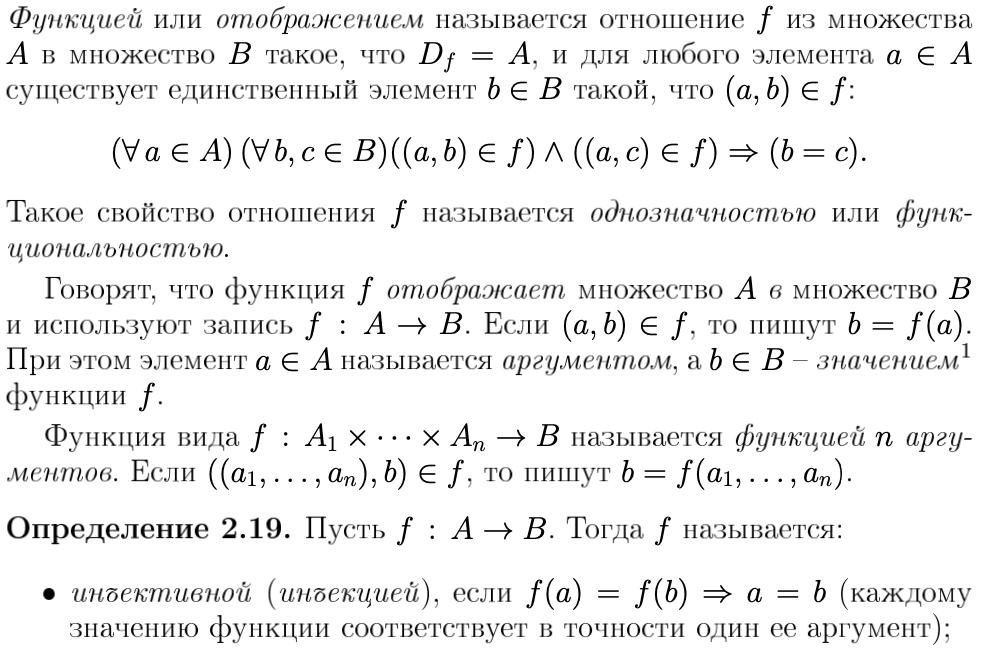 Функцией или отображением называется отношение f из множества
A в множество B такое, что D_f = A, и для любого элемента a ∈ A
существует единственный элемент b ∈ B такой, что (a, b) ∈ f:
(∀ a ∈ A) (∀ b, c ∈ B)((a, b) ∈ f) ∧ ((a, c) ∈ f) ⇒ (b = c).
Такое свойство отношения f называется однозначностью или функ-
циональностью.
Говорят, что функция f отображает множество A в множество B
и используют запись f : A → B. Если (a, b) ∈ f, то пишут b = f(a).
При этом элемент a ∈ A называется аргументом, а b ∈ B – значением¹
функции f.
Функция вида f : A₁ × ⋯ × Aₙ → B называется функцией n аргу-
ментов. Если ((a₁, …, aₙ), b) ∈ f, то пишут b = f(a₁, …, aₙ).
Определение 2.19. Пусть f : A → B. Тогда f называется:
• инъективной (инъекцией), если f(a) = f(b) ⇒ a = b (каждому
значению функции соответствует в точности один ее аргумент);